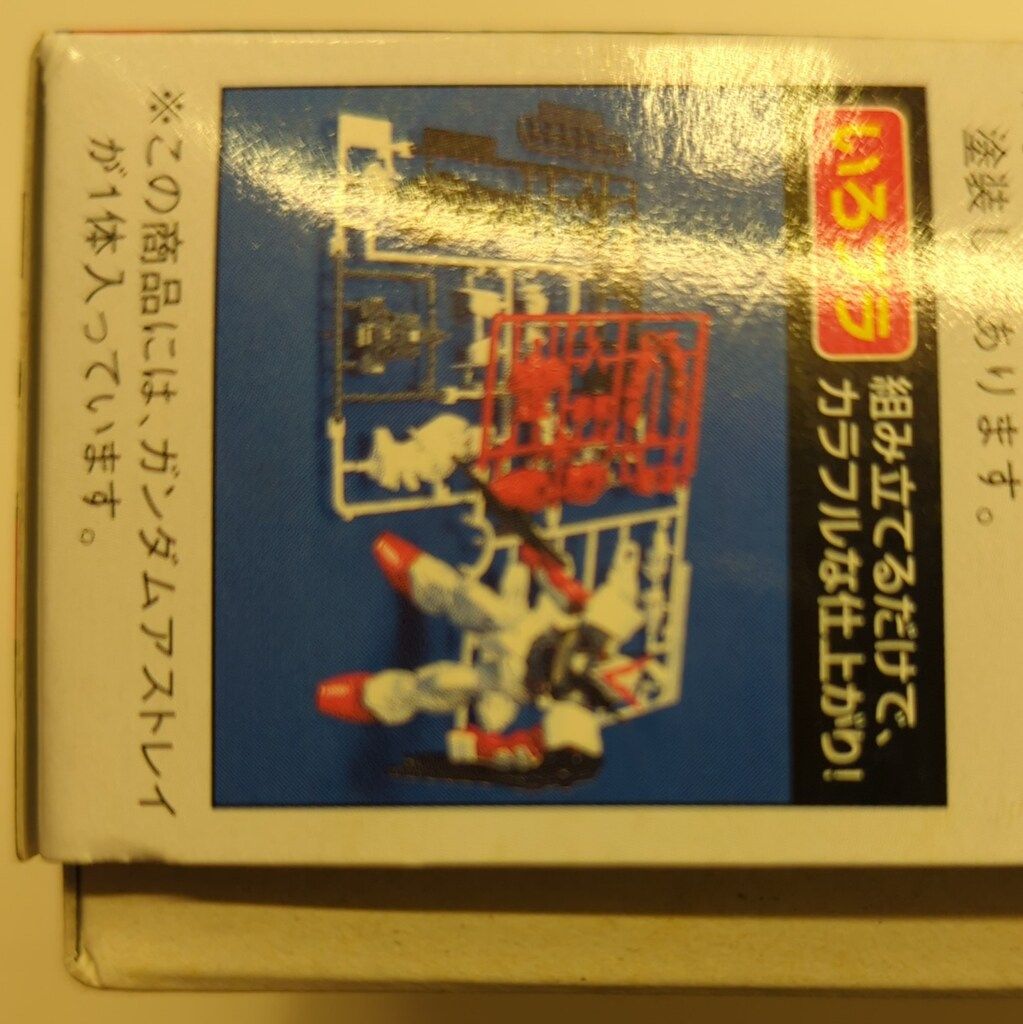 塗装し
あります。
いろプラ
組み立てるだけで、
カラフルな仕上がり!
※この商品には、ガンダムアストレイ
が1体入っています。